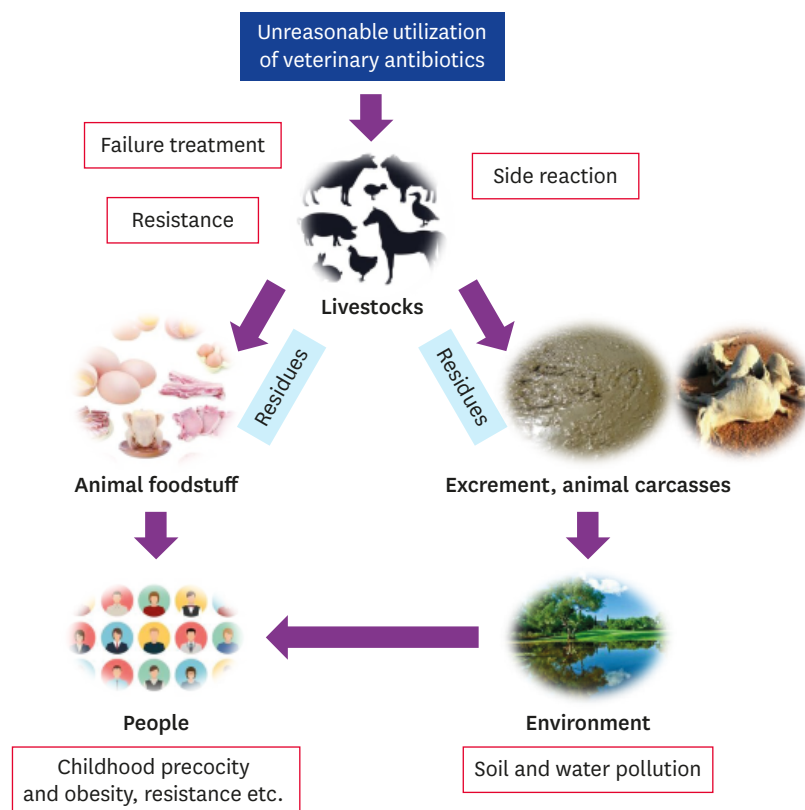 Unreasonable utilization
of veterinary antibiotics
Failure treatment
Side reaction
Resistance
Livestocks
Residues
Residues
Animal foodstuff
Excrement, animal carcasses
People
Environment
Childhood precocity
and obesity, resistance etc.
Soil and water pollution